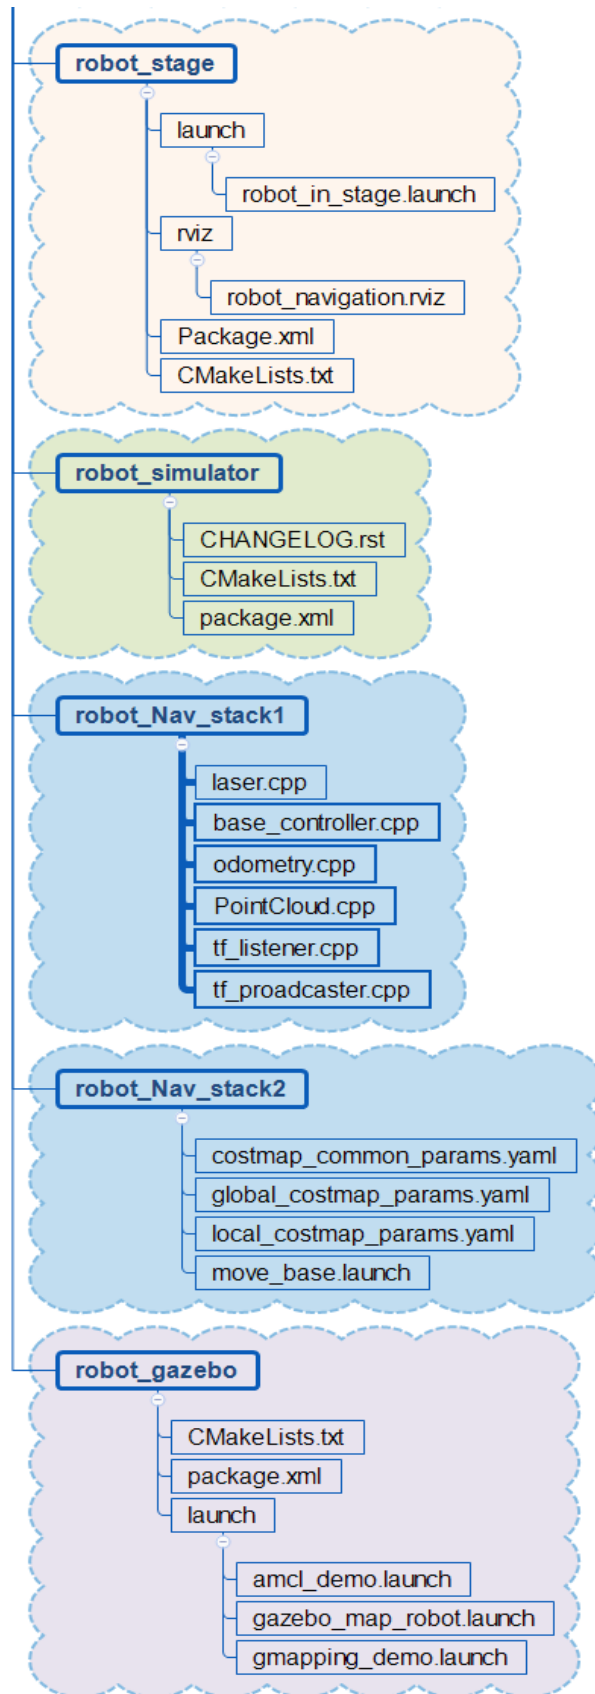 robot_stage
launch
robot_in_stage.launch
rviz
robot_navigation.rviz
Package.xml
CMakeLists.txt
robot_simulator
CHANGELOG.rst
CMakeLists.txt
package.xml
robot_Nav_stack1
laser.cpp
base_controller.cpp
odometry.cpp
PointCloud.cpp
tf_listener.cpp
tf_proadcaster.cpp
robot_Nav_stack2
costmap_common_params.yaml
global_costmap_params.yaml
local_costmap_params.yaml
move_base.launch
robot_gazebo
CMakeLists.txt
package.xml
launch
amcl_demo.launch
gazebo_map_robot.launch
gmapping_demo.launch